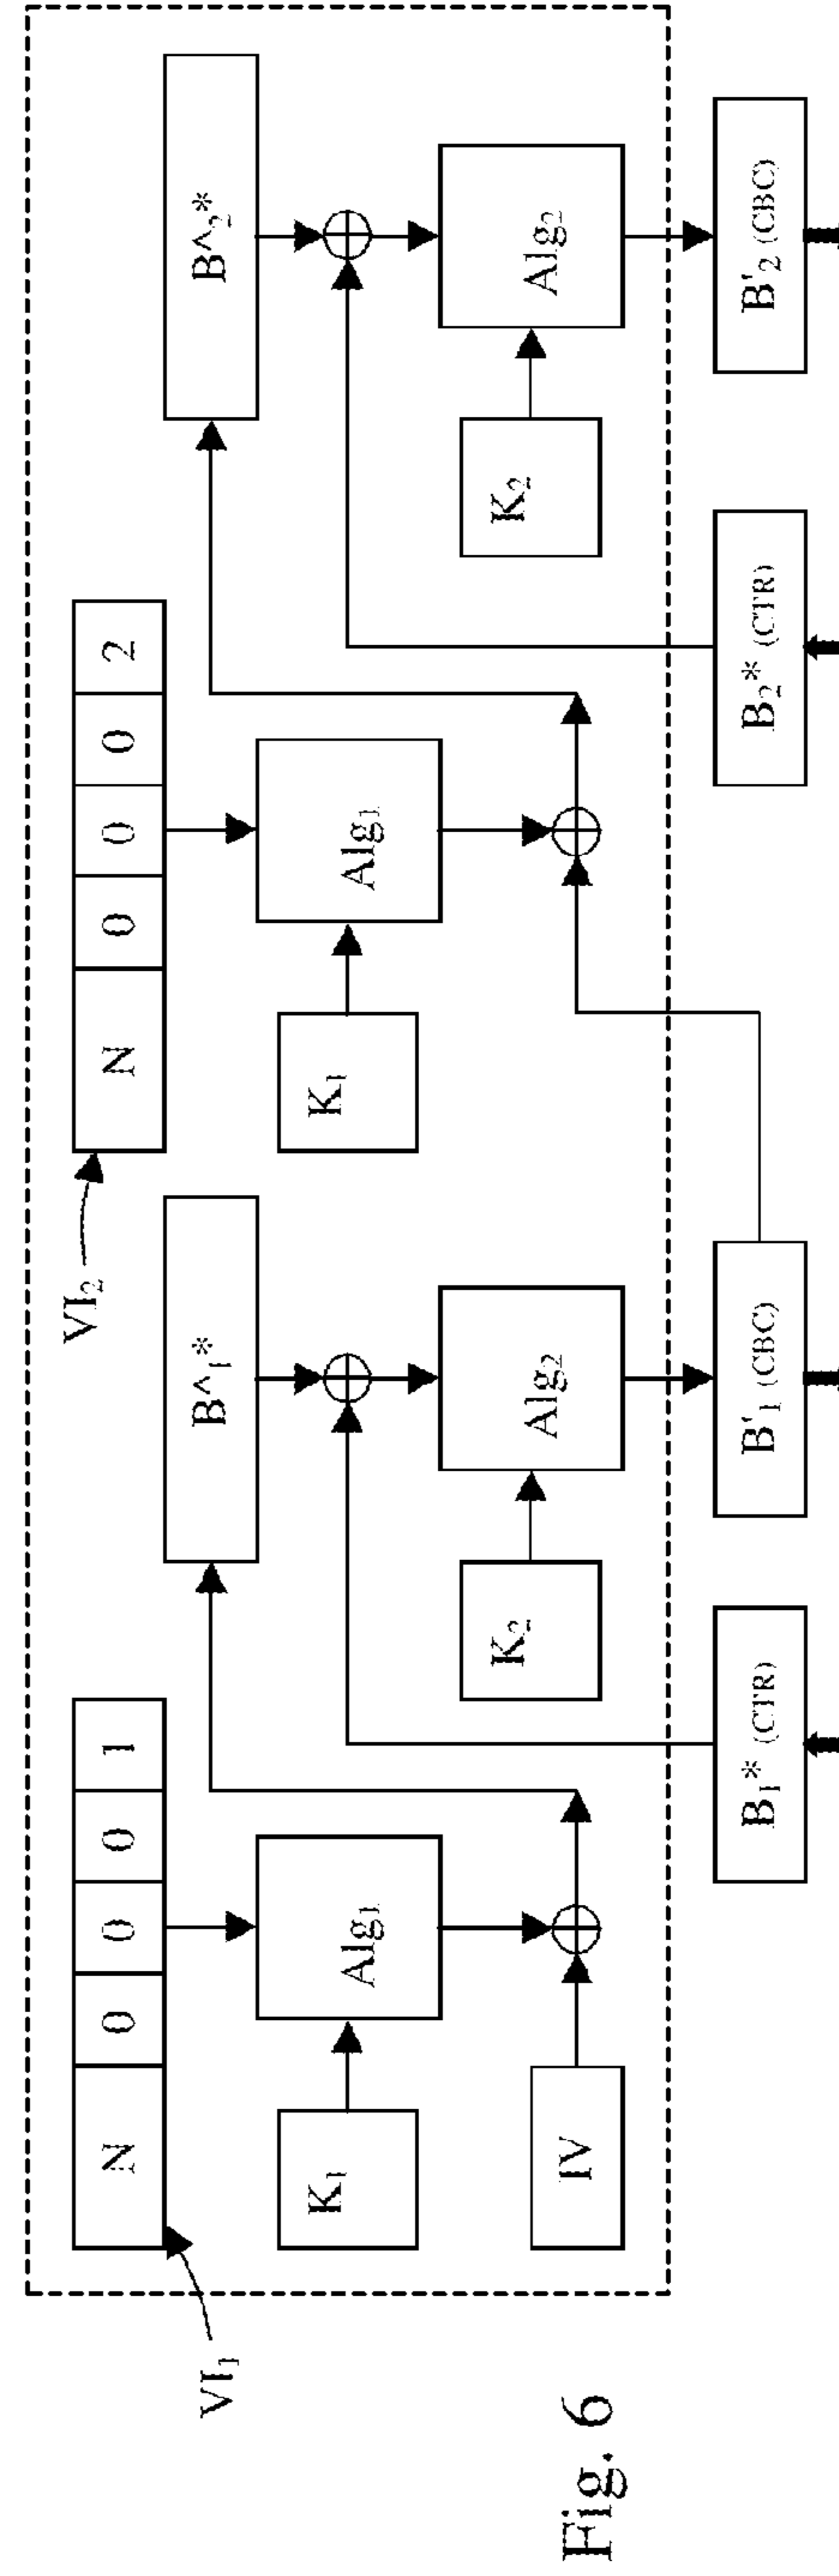 VI₁
N 0 0 0 1
VI₂
N 0 0 0 2
B^₁*
B^₂*
K₁
Alg₁
K₁
Alg₁
K₂
Alg₂
K₂
Alg₂
IV
B₁* (CTR)
B'₁ (CBC)
B₂* (CTR)
B'₂ (CBC)
Fig. 6